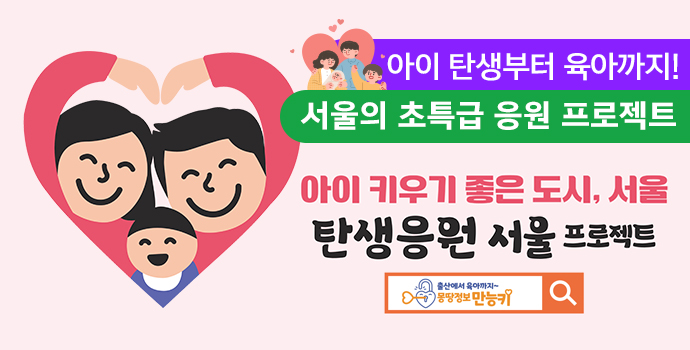 아이 탄생부터 육아까지!
서울의 초특급 응원 프로젝트
아이 키우기 좋은 도시, 서울
탄생응원 서울 프로젝트
출산에서 육아까지~
몽땅정보 만능키